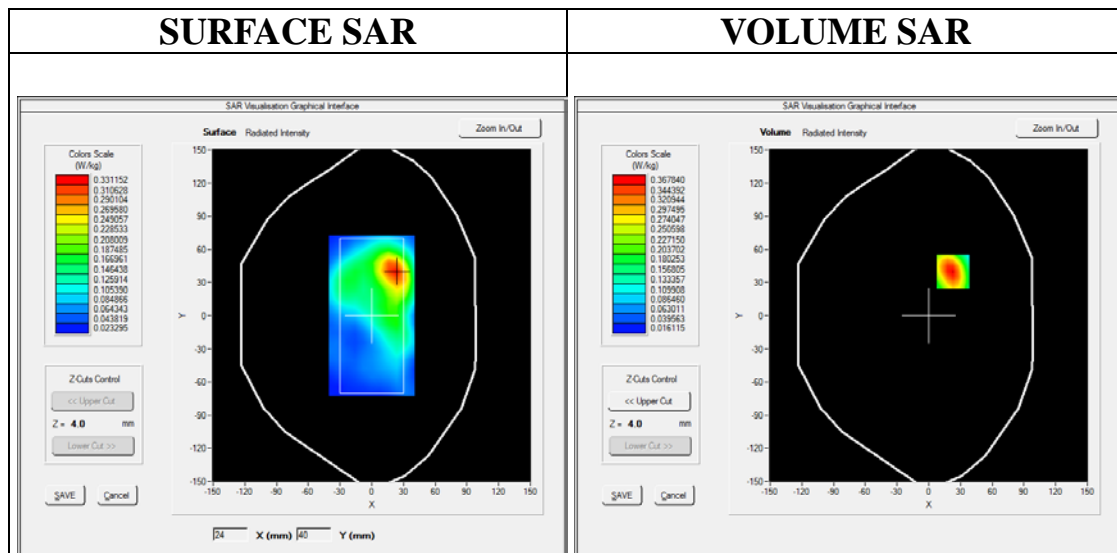 SURFACE SAR
VOLUME SAR
SAR Visualisation Graphical Interface
Surface Radiated Intensity
Zoom In/Out
Colors Scale
(W/kg)
0.331152
0.310628
0.290104
0.269580
0.249057
0.228533
0.208009
0.187485
0.166961
0.146438
0.125914
0.105390
0.084866
0.064343
0.043819
0.023295
Z-Cuts Control
<< Upper Cut
Z = 4.0 mm
Lower Cut >>
SAVE Cancel
150
120
90
60
30
0
-30
-60
-90
-120
-150
Y
-150 -120 -90 -60 -30 0 30 60 90 120 150
X
24 X (mm) 40 Y (mm)
SAR Visualisation Graphical Interface
Volume Radiated Intensity
Zoom In/Out
Colors Scale
(W/kg)
0.367840
0.344392
0.320944
0.297495
0.274047
0.250598
0.227150
0.203702
0.180253
0.156805
0.133357
0.109908
0.086460
0.063011
0.039563
0.016115
Z-Cuts Control
<< Upper Cut
Z = 4.0 mm
Lower Cut >>
SAVE Cancel
150
120
90
60
30
0
-30
-60
-90
-120
-150
Y
-150 -120 -90 -60 -30 0 30 60 90 120 150
X